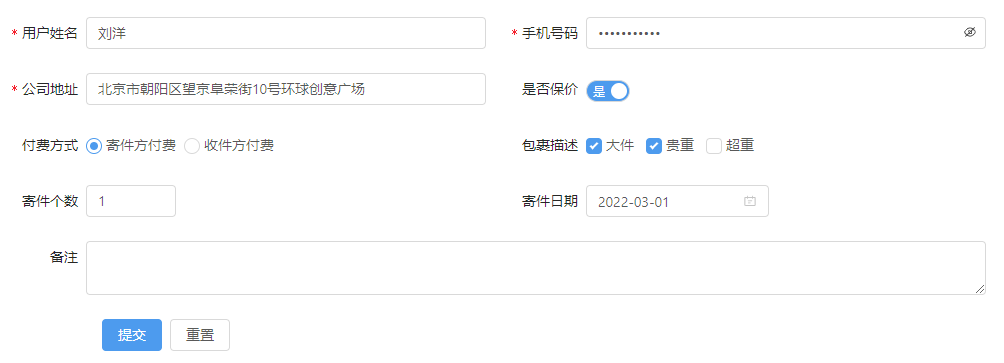 * 用户姓名 刘洋 * 手机号码 •••••••••••
* 公司地址 北京市朝阳区望京阜荣街10号环球创意广场 是否保价 是
付费方式 寄件方付费 收件方付费 包裹描述 大件 贵重 超重
寄件个数 1 寄件日期 2022-03-01
备注
提交 重置